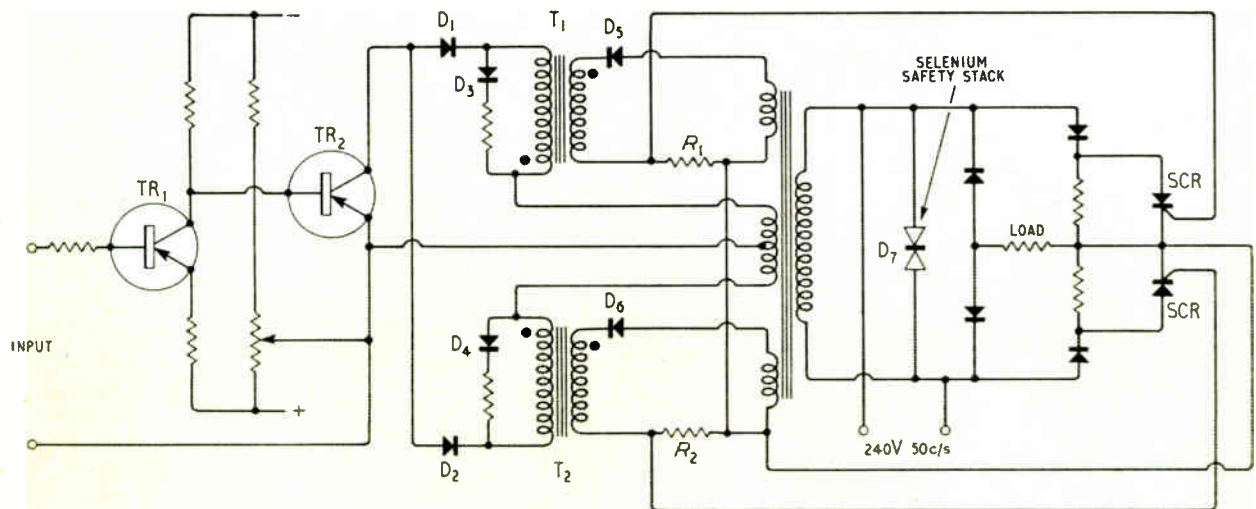 −
D₁
T₁
D₅
SELENIUM
SAFETY STACK
D₃
TR₂
R₁
TR₁
SCR
LOAD
D₇
SCR
INPUT
D₆
D₄
+
240V 50c/s
D₂
R₂
T₂